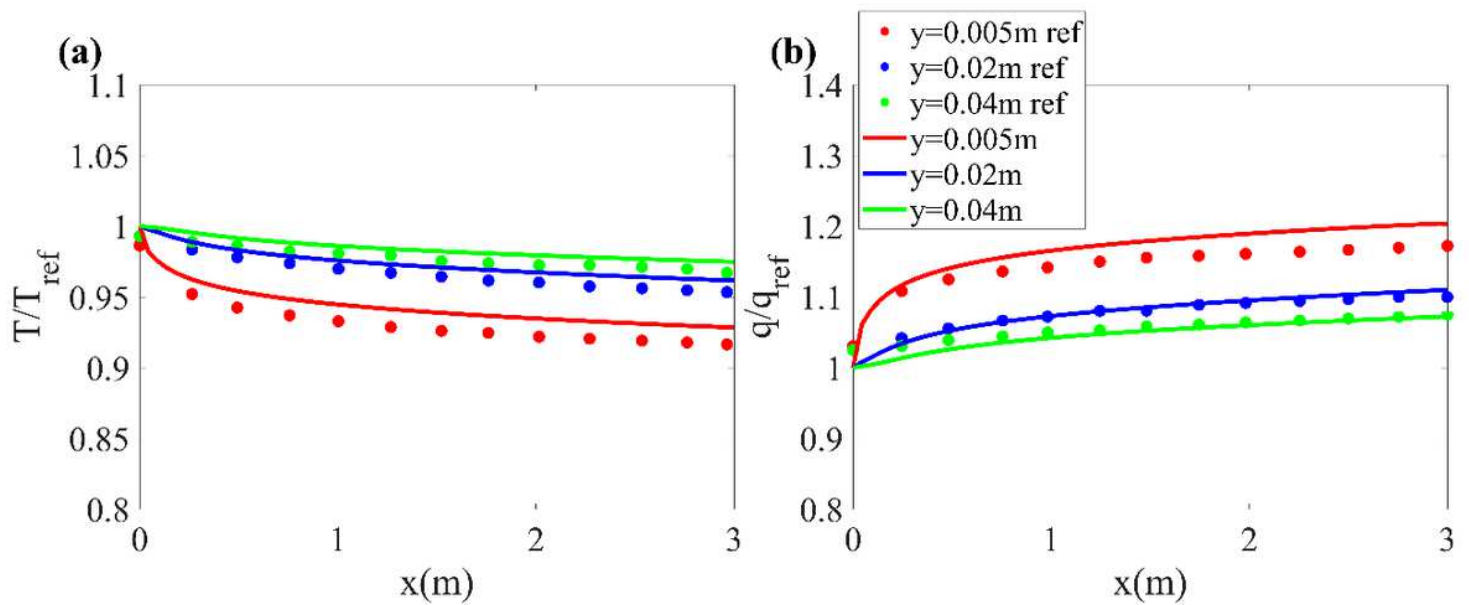 (a)
1.1
1.05
1
0.95
0.9
0.85
0.8
T/T_ref
0
1
2
3
x(m)
(b)
y=0.005m ref
y=0.02m ref
y=0.04m ref
y=0.005m
y=0.02m
y=0.04m
1.4
1.3
1.2
1.1
1
0.9
0.8
q/q_ref
0
1
2
3
x(m)